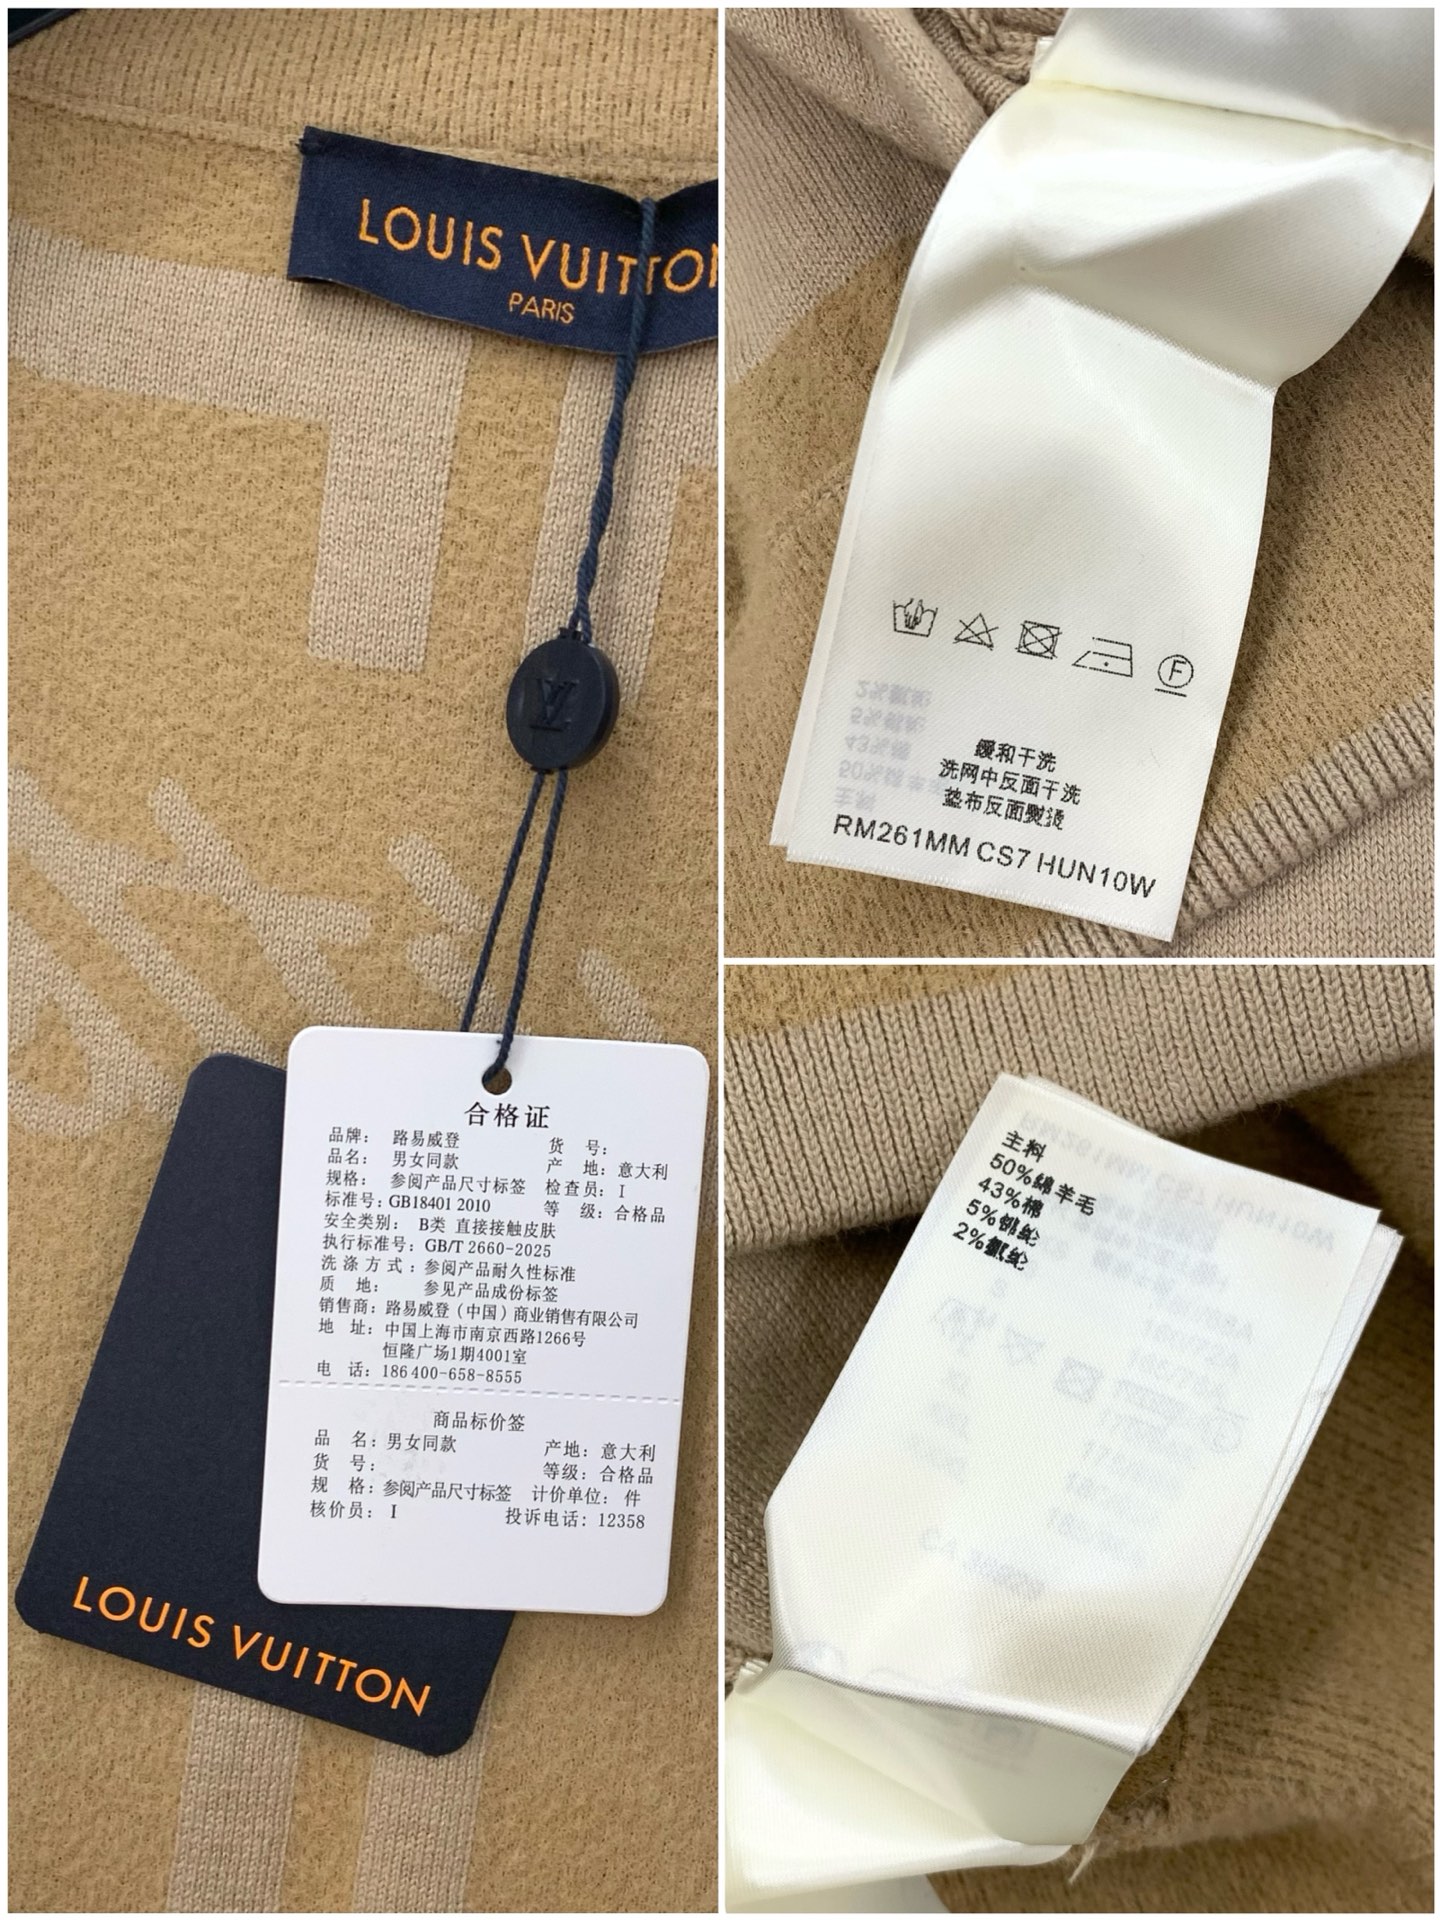 LOUIS VUITTON
PARIS
合格证
品牌： 路易威登 货 号：
品名： 男女同款 产 地：意大利
规格： 参阅产品尺寸标签 检查员：I
标准号：GB18401 2010 等 级：合格品
安全类别： B类 直接接触皮肤
执行标准号：GB/T 2660-2025
洗涤方式：参阅产品耐久性标准
质 地： 参见产品成份标签
销售商：路易威登（中国）商业销售有限公司
地 址：中国上海市南京西路1266号
恒隆广场1期4001室
电 话：186 400-658-8555
商品标价签
品 名：男女同款 产地：意大利
货 号： 等级：合格品
规 格：参阅产品尺寸标签 计价单位：件
核价员： I 投诉电话：12358
LOUIS VUITTON
F
缓和干洗
洗网中反面干洗
垫布反面熨烫
RM261MM CS7 HUN10W
主料
50%绵羊毛
43%棉
5%
2%